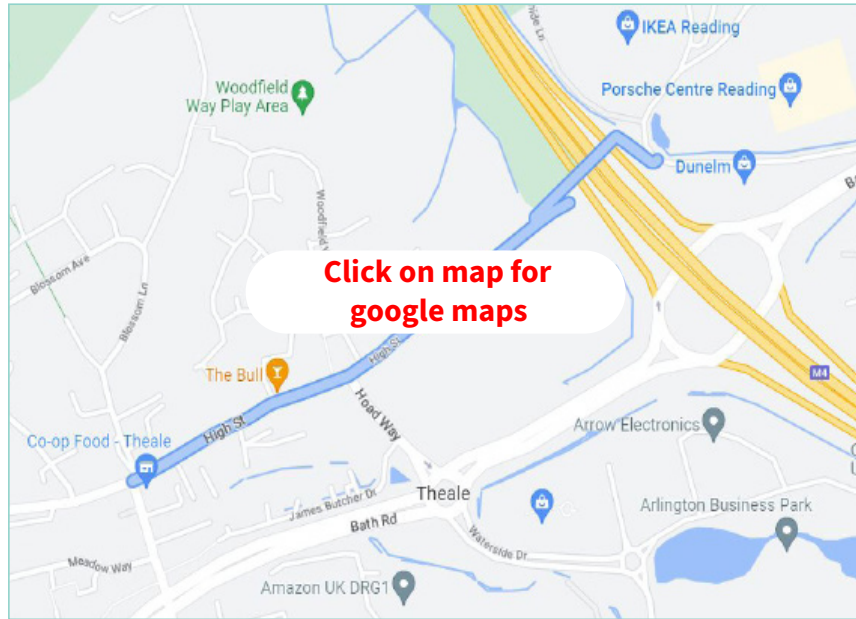 IKEA Reading
Woodfield
Way Play Area
Porsche Centre Reading
Dunelm
Blossom Ave
Blossom Ln
Click on map for
google maps
High St
The Bull
High St
Hoad Way
M4
Co-op Food - Theale
Arrow Electronics
Theale
James Butcher Dr
Bath Rd
Arlington Business Park
Waterside Dr
Meadow Way
Amazon UK DRG1